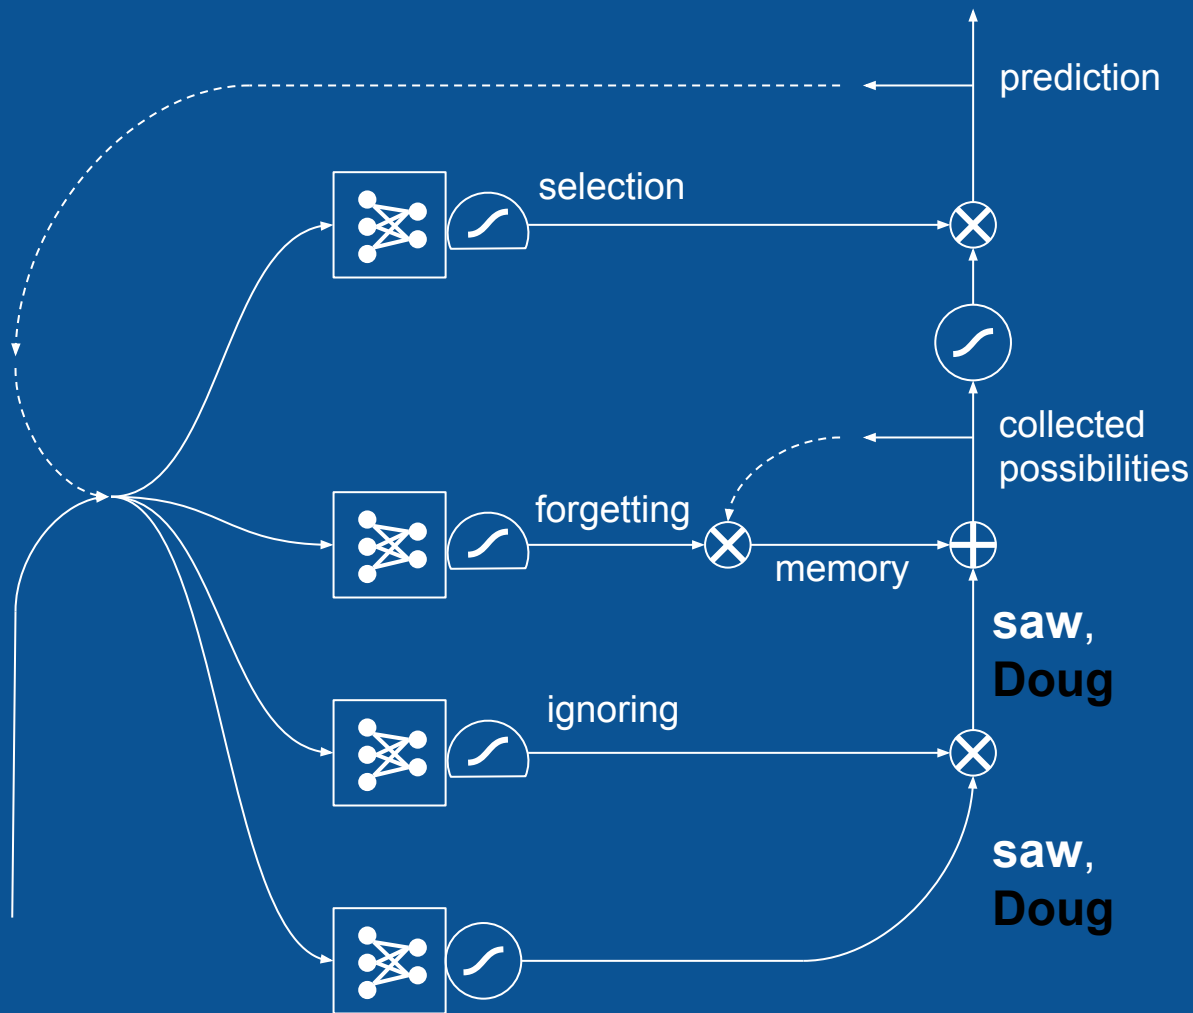 prediction
selection
collected
possibilities
forgetting
memory
saw,
Doug
ignoring
saw,
Doug